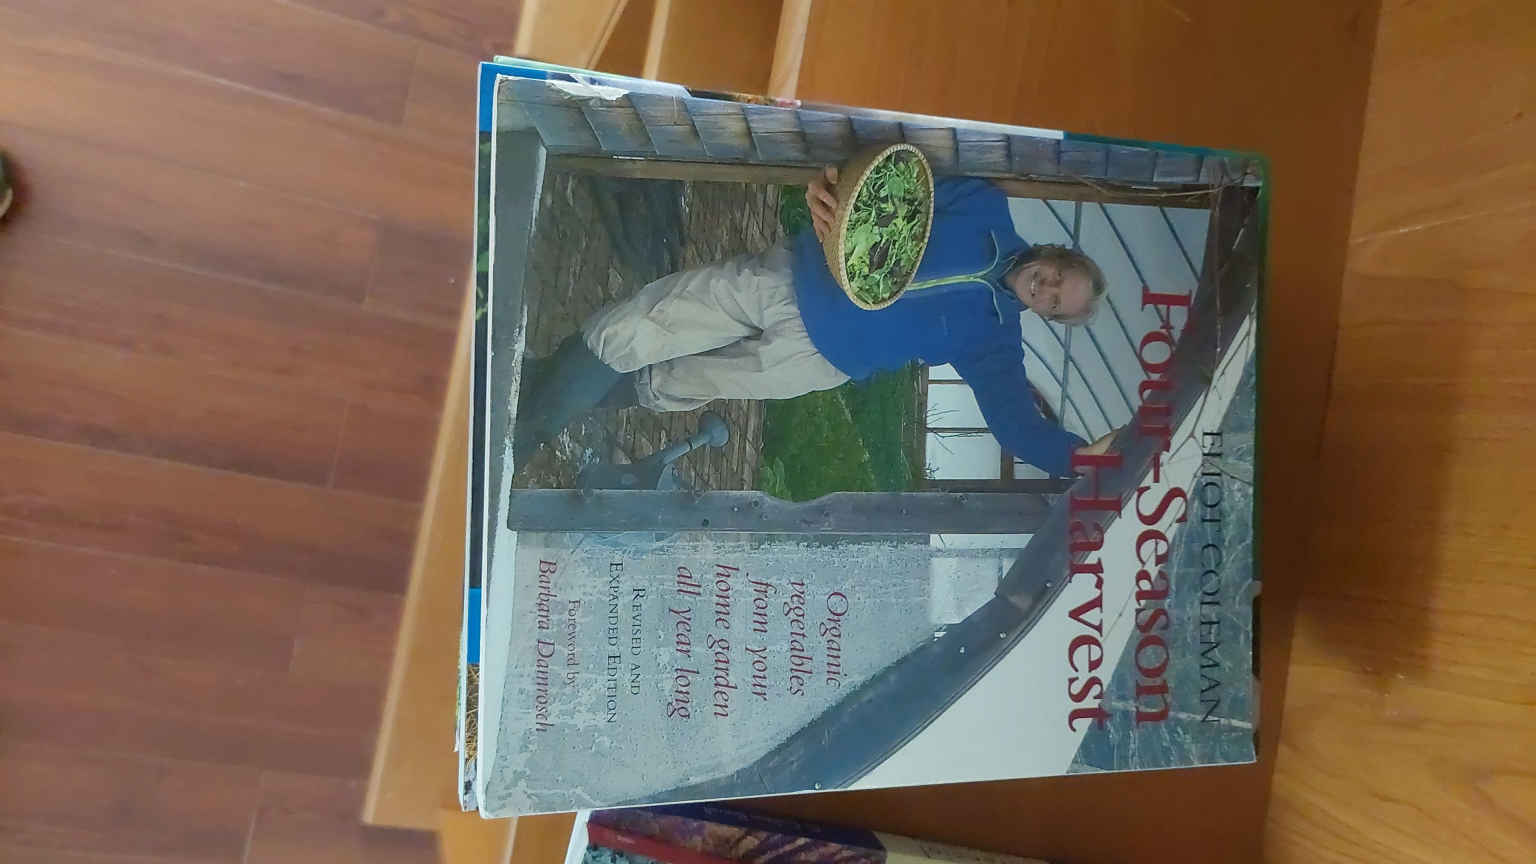 ELIOT COLEMAN
Four-Season
Harvest
Organic
vegetables
from your
home garden
all year long
REVISED AND
EXPANDED EDITION
Foreword by
Barbara Damrosch